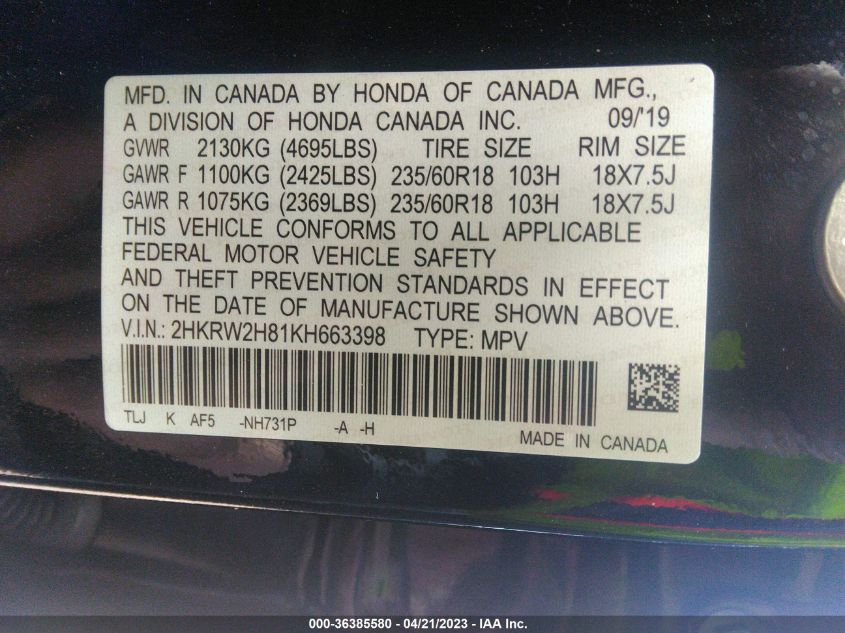 MFD. IN CANADA BY HONDA OF CANADA MFG.,
A DIVISION OF HONDA CANADA INC. 09/'19
GVWR 2130KG (4695LBS) TIRE SIZE RIM SIZE
GAWR F 1100KG (2425LBS) 235/60R18 103H 18X7.5J
GAWR R 1075KG (2369LBS) 235/60R18 103H 18X7.5J
THIS VEHICLE CONFORMS TO ALL APPLICABLE
FEDERAL MOTOR VEHICLE SAFETY
AND THEFT PREVENTION STANDARDS IN EFFECT
ON THE DATE OF MANUFACTURE SHOWN ABOVE.
V.I.N.: 2HKRW2H81KH663398 TYPE: MPV
TLJ K AF5 -NH731P -A -H
MADE IN CANADA
000-36385580 - 04/21/2023 - IAA Inc.